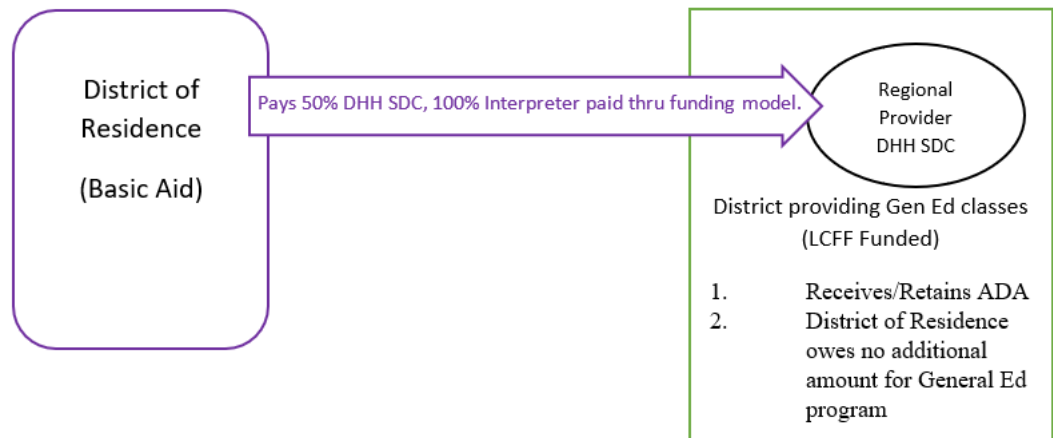 District of
Residence
(Basic Aid)
Pays 50% DHH SDC, 100% Interpreter paid thru funding model.
Regional
Provider
DHH SDC
District providing Gen Ed classes
(LCFF Funded)
1. Receives/Retains ADA
2. District of Residence
owes no additional
amount for General Ed
program